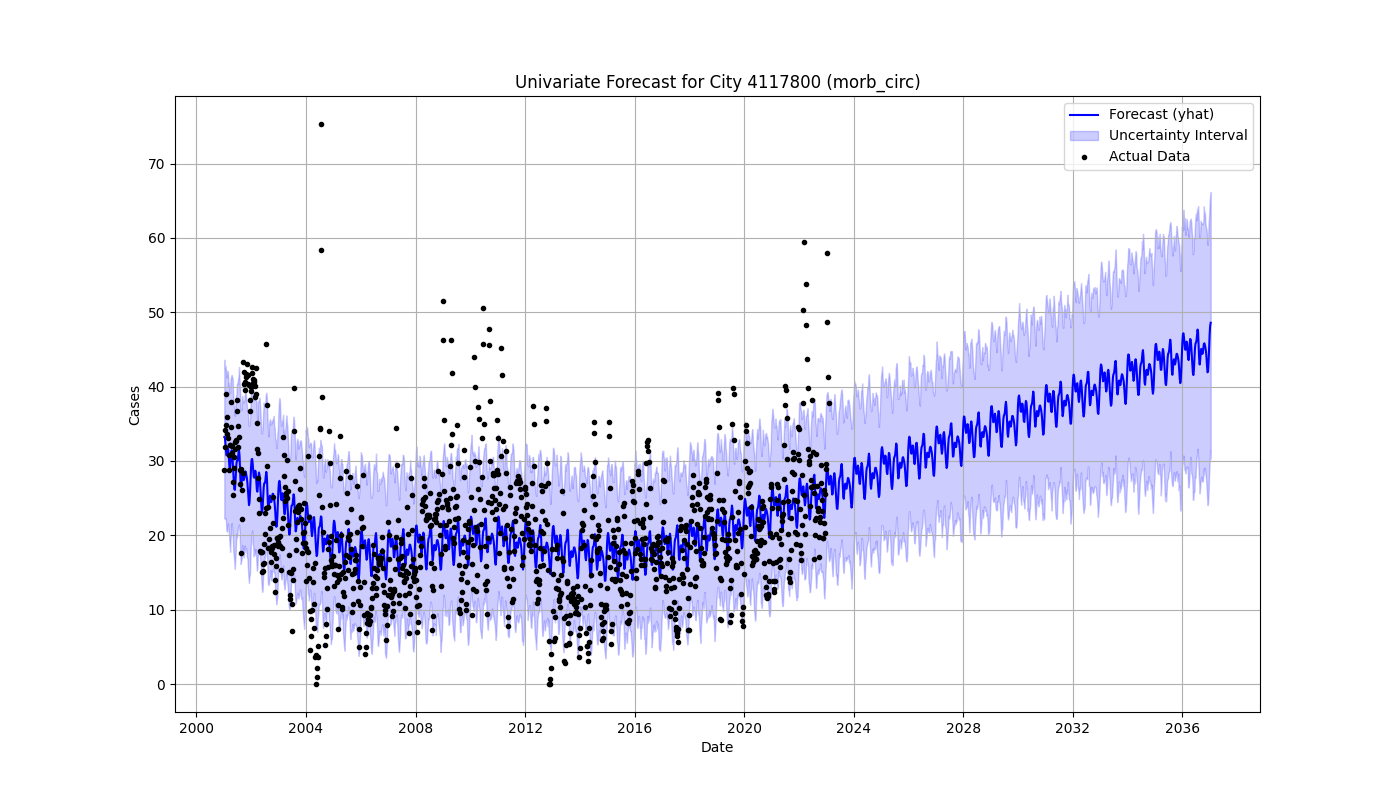 Univariate Forecast for City 4117800 (morb_circ)
Forecast (yhat)
Uncertainty Interval
Actual Data
Cases
70
60
50
40
30
20
10
0
2000 2004 2008 2012 2016 2020 2024 2028 2032 2036
Date